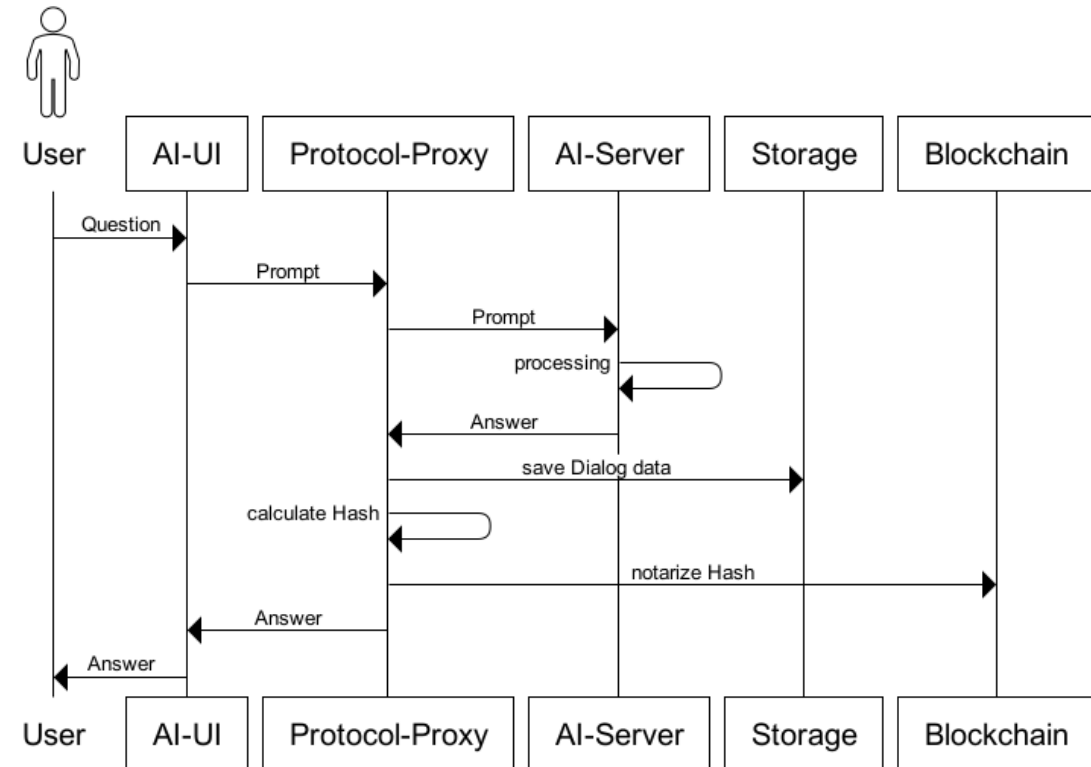 User AI-UI Protocol-Proxy AI-Server Storage Blockchain
Question
Prompt
Prompt
processing
Answer
save Dialog data
calculate Hash
notarize Hash
Answer
Answer
User AI-UI Protocol-Proxy AI-Server Storage Blockchain